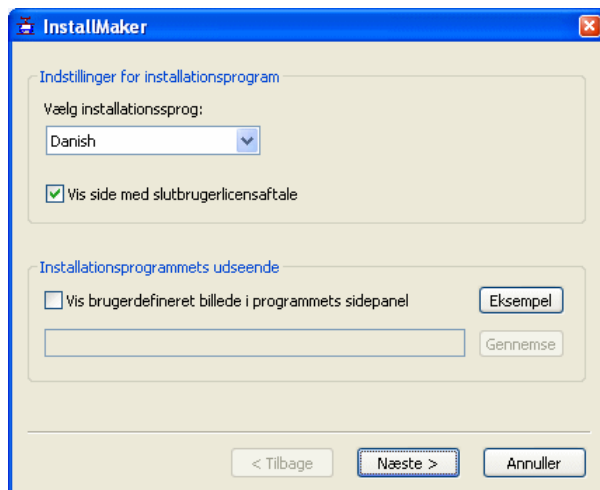 InstallMaker
Indstillinger for installationsprogram
Vælg installationssprog:
Danish
Vis side med slutbrugerlicensaftale
Installationsprogrammets udseende
Vis brugerdefineret billede i programmets sidepanel
Eksempel
Gennemse
< Tilbage
Næste >
Annuller